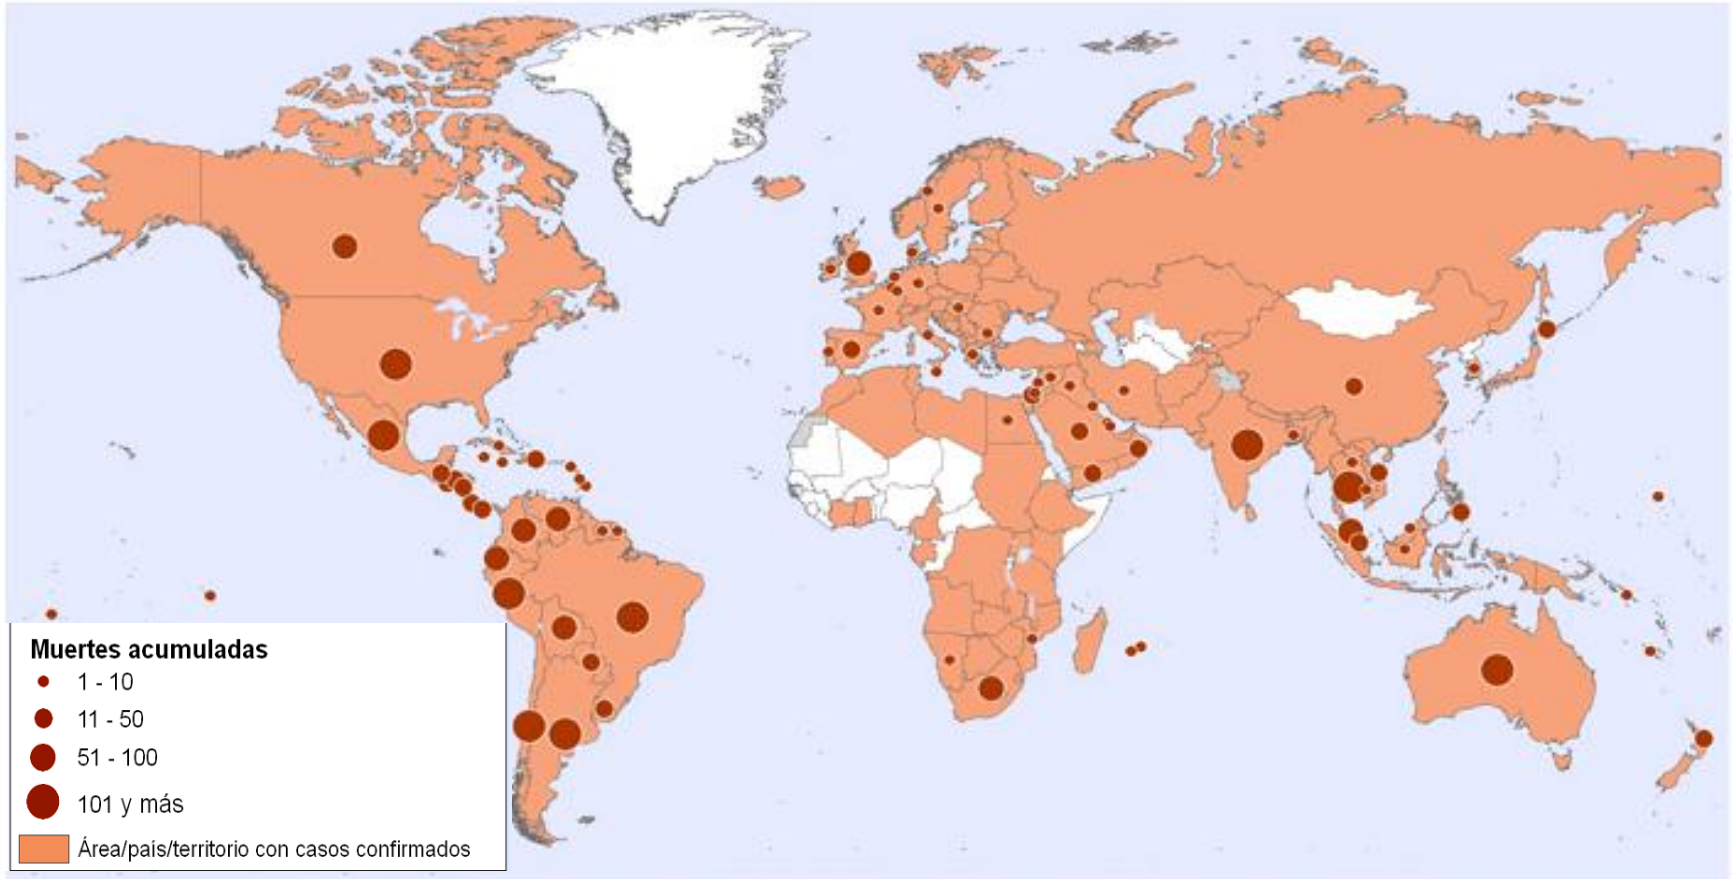 Muertes acumuladas
1 - 10
11 - 50
51 - 100
101 y más
Área/país/territorio con casos confirmados